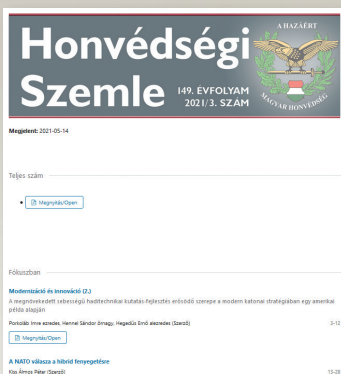 Honvédségi
Szemle
149. ÉVFOLYAM
2021/3. SZÁM
A HAZÁÉRT
MAGYAR HONVÉDSÉG
Megjelent: 2021-05-14
Teljes szám
Megnyitás/Open
Fókuszban
Modernizáció és innováció (2.)
A megnövekedett sebességű haditechnikai kutatás-fejlesztés erősödő szerepe a modern katonai stratégiában egy amerikai
példa alapján
Porkoláb Imre ezredes, Hennel Sándor őrnagy, Hegedűs Ernő alezredes (Szerző)
5-12
Megnyitás/Open
A NATO válasza a hibrid fenyegetésre
Kiss Álmos Péter (Szerző)
13-28